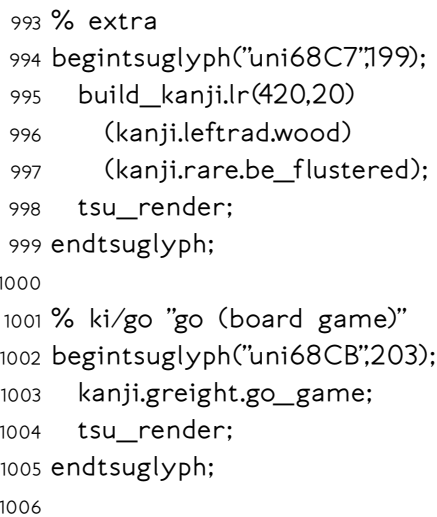 993 % extra
994 begintsuglyph("uni68C7",199);
995 build_kanji.lr(420,20)
996 (kanji.leftrad.wood)
997 (kanji.rare.be_flustered);
998 tsu_render;
999 endtsuglyph;
1000
1001 % ki/go "go (board game)"
1002 begintsuglyph("uni68CB",203);
1003 kanji.greight.go_game;
1004 tsu_render;
1005 endtsuglyph;
1006